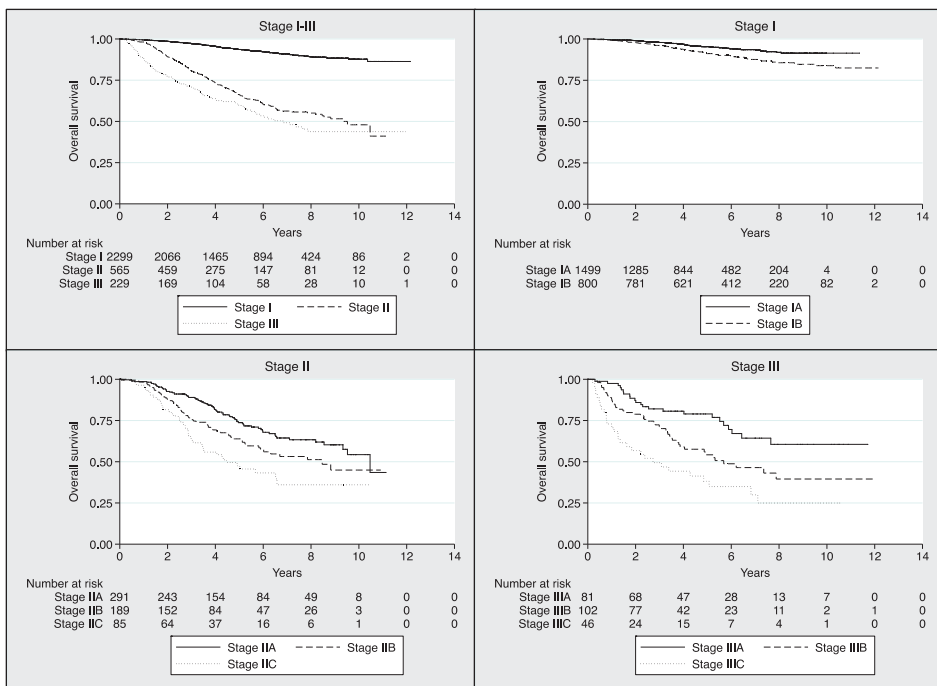 Stage I-III
1.00
0.75
0.50
0.25
0.00
Overall survival
0 2 4 6 8 10 12 14
Years
Number at risk
Stage I 2299 2066 1465 894 424 86 2 0
Stage II 565 459 275 147 81 12 0 0
Stage III 229 169 104 58 28 10 1 0
Stage I Stage II
Stage III
Stage I
1.00
0.75
0.50
0.25
0.00
Overall survival
0 2 4 6 8 10 12 14
Years
Number at risk
Stage IA 1499 1285 844 482 204 4 0 0
Stage IB 800 781 621 412 220 82 2 0
Stage IA
Stage IB
Stage II
1.00
0.75
0.50
0.25
0.00
Overall survival
0 2 4 6 8 10 12 14
Years
Number at risk
Stage IIA 291 243 154 84 49 8 0 0
Stage IIB 189 152 84 47 26 3 0 0
Stage IIC 85 64 37 16 6 1 0 0
Stage IIA Stage IIB
Stage IIC
Stage III
1.00
0.75
0.50
0.25
0.00
Overall survival
0 2 4 6 8 10 12 14
Years
Number at risk
Stage IIIA 81 68 47 28 13 7 0 0
Stage IIIB 102 77 42 23 11 2 1 0
Stage IIIC 46 24 15 7 4 1 0 0
Stage IIIA Stage IIIB
Stage IIIC